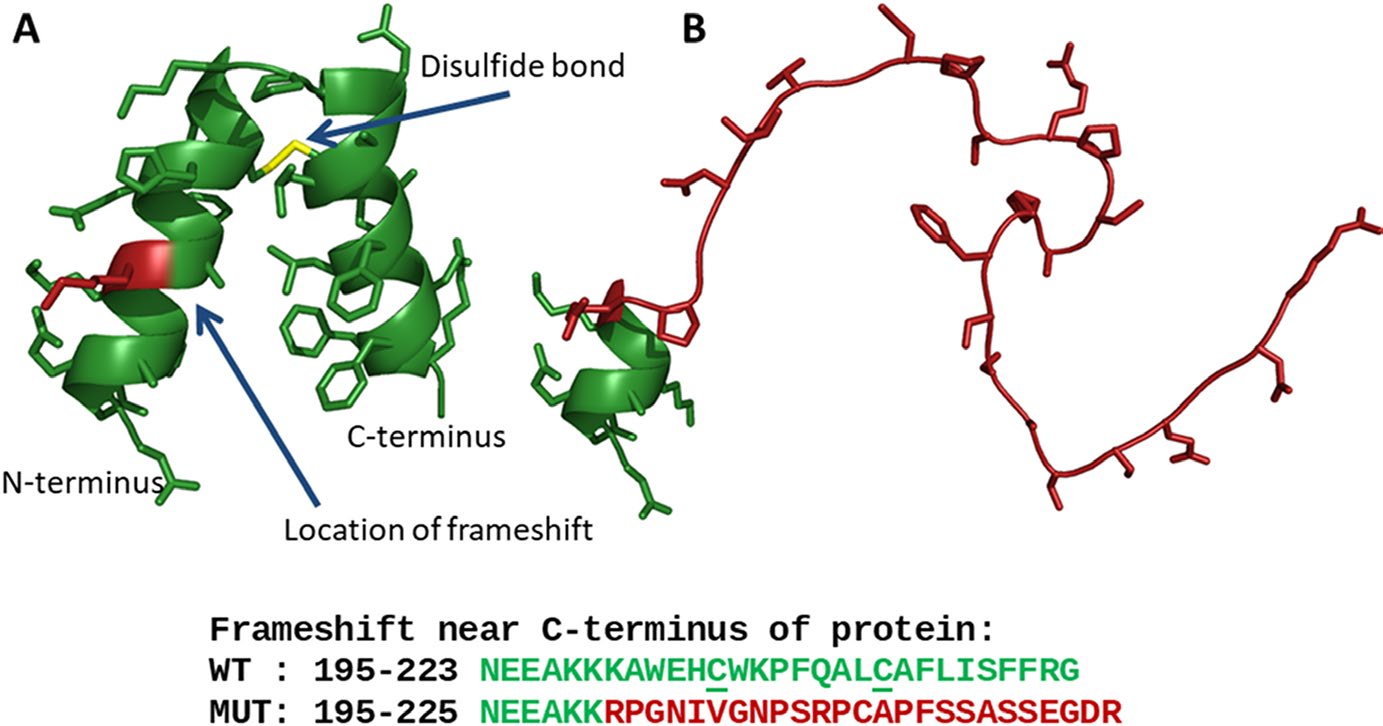 A
B
Disulfide bond
C-terminus
N-terminus
Location of frameshift
Frameshift near C-terminus of protein:
WT : 195-223 NEEAKKKAWEHCWKPFQALCAFLISFFRG
MUT: 195-225 NEEAKKRPGNIVGNPSRPCAPFSSASSEGDR